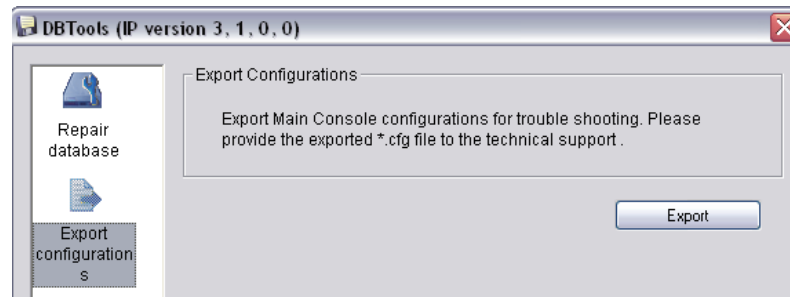 DBTools (IP version 3, 1, 0, 0)
Repair
database
Export
configuration
s
Export Configurations
Export Main Console configurations for trouble shooting. Please
provide the exported *.cfg file to the technical support .
Export